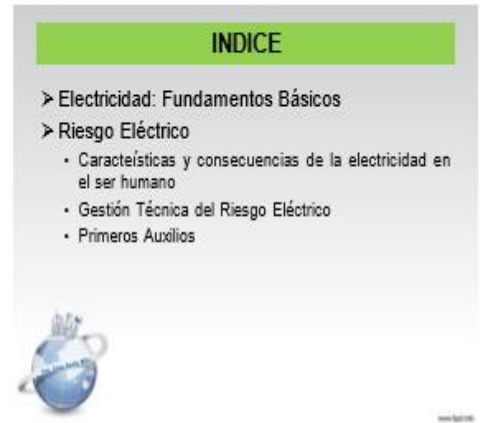 INDICE
➢ Electricidad: Fundamentos Básicos
➢ Riesgo Eléctrico
• Caracteísticas y consecuencias de la electricidad en
el ser humano
• Gestión Técnica del Riesgo Eléctrico
• Primeros Auxilios